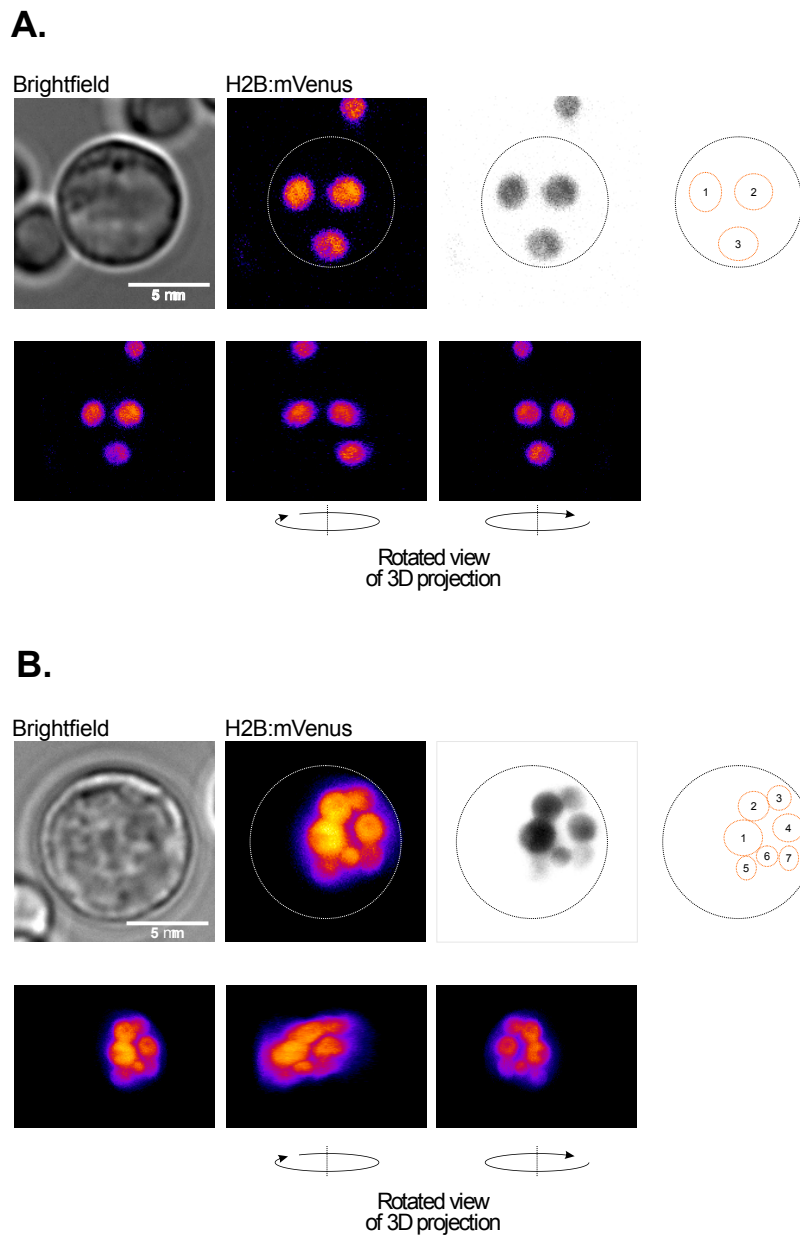 A.
Brightfield H2B:mVenus
5 mm
1 2
3
Rotated view
of 3D projection
B.
Brightfield H2B:mVenus
5 mm
2 3
1 4
5 6 7
Rotated view
of 3D projection